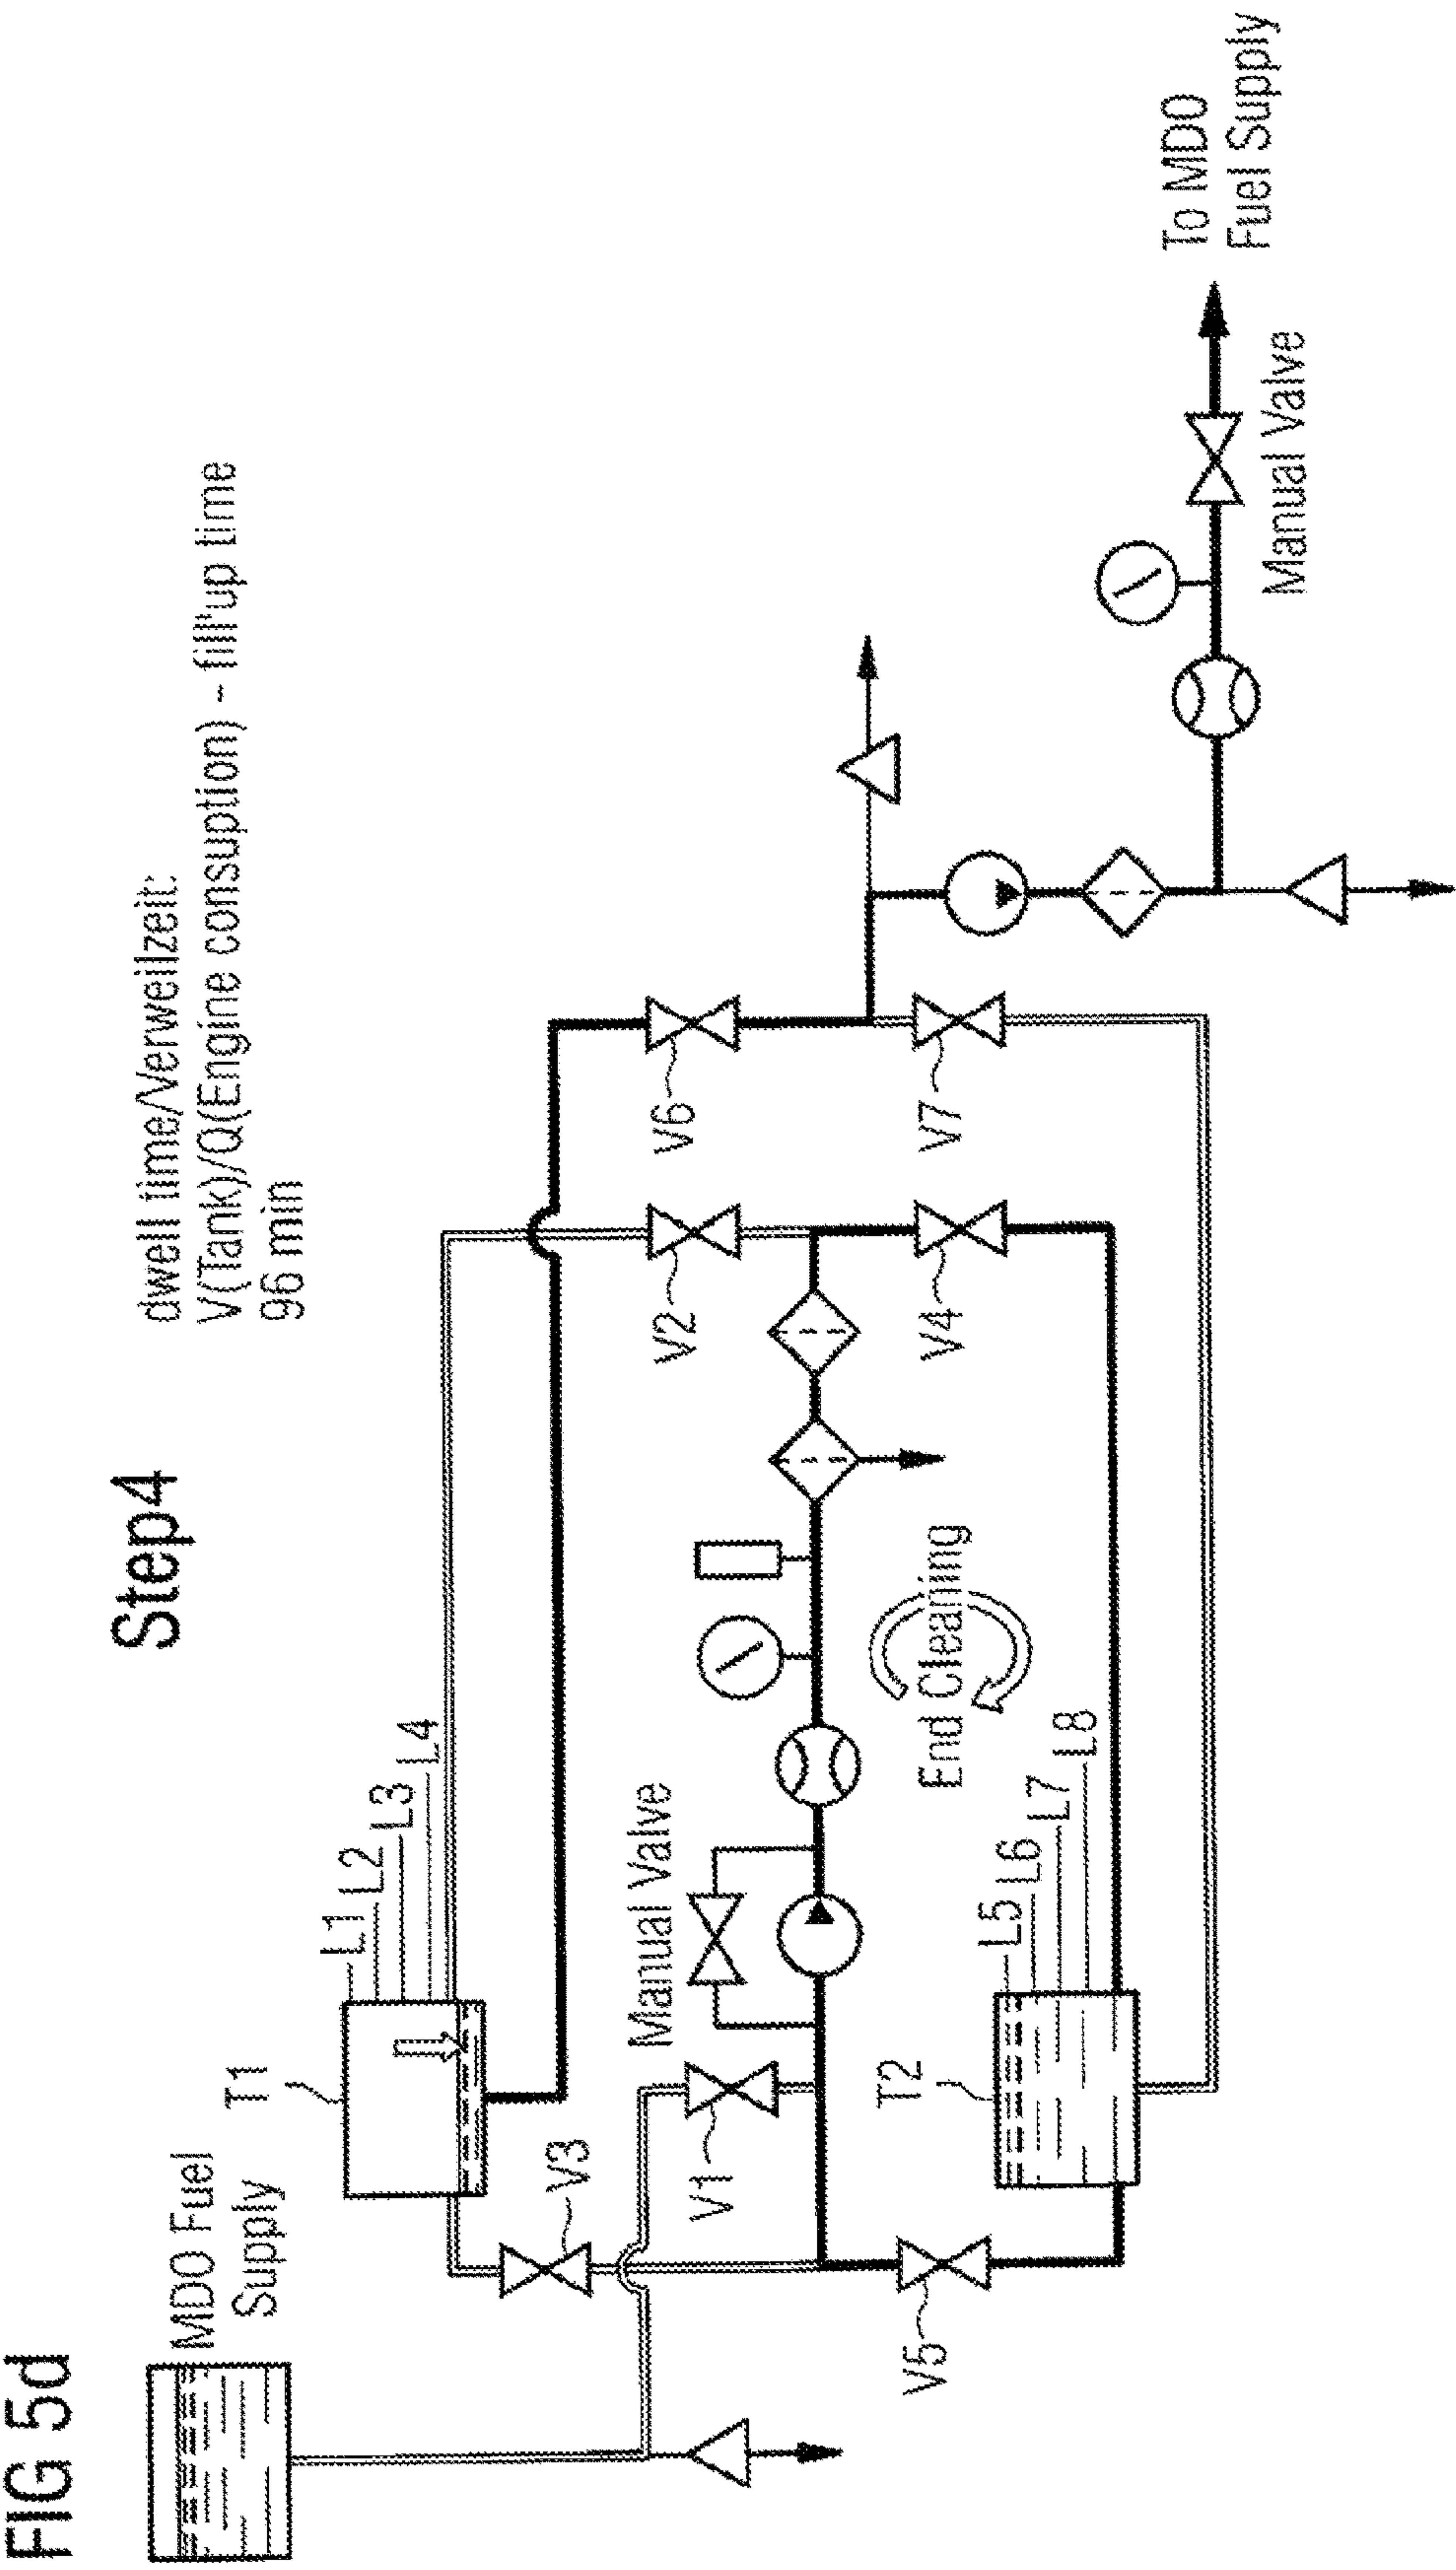 FIG 5d
Step4
dwell time/Verweilzeit:
V(Tank)/Q(Engine consuption) - fill'up time
96 min
MDO Fuel
Supply
T1
L1
L2
L3
L4
V3
V1
Manual Valve
V2
V6
End Cleaning
T2
L5
L6
L7
L8
V5
V4
V7
Manual Valve
To MDO
Fuel Supply